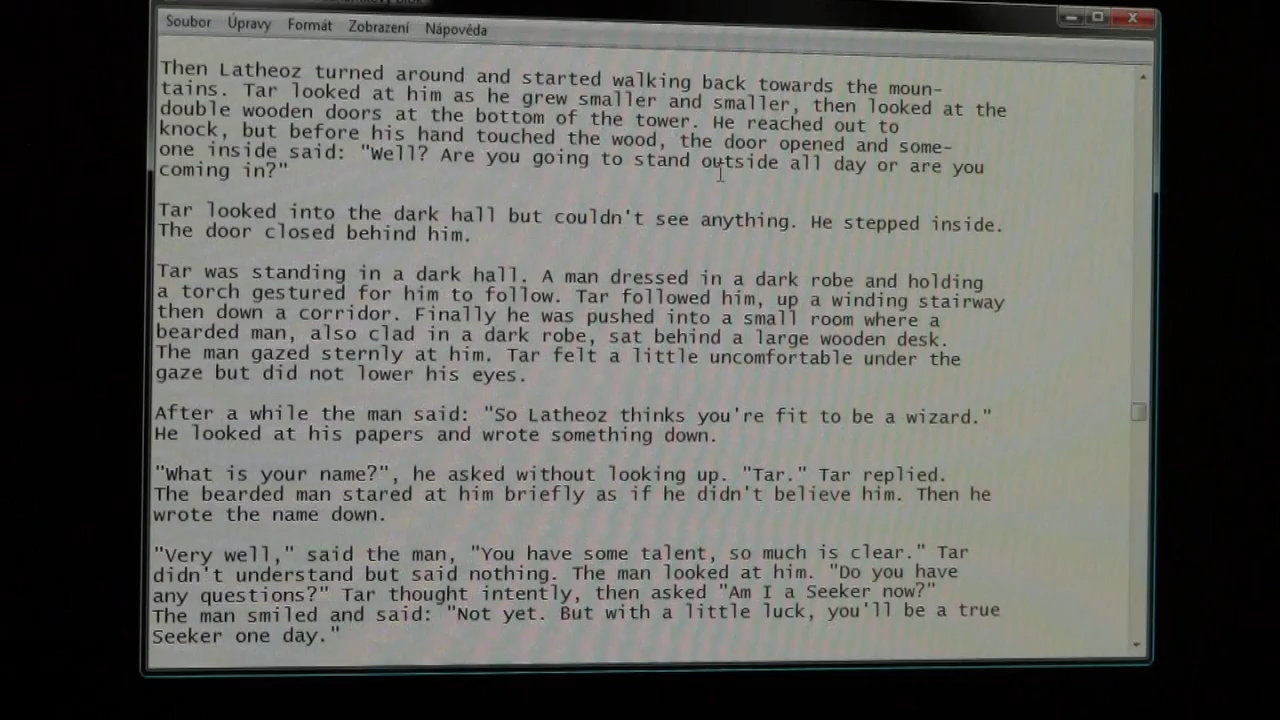 Soubor Úpravy Formát Zobrazení Nápověda
Then Latheoz turned around and started walking back towards the moun-
tains. Tar looked at him as he grew smaller and smaller, then looked at the
double wooden doors at the bottom of the tower. He reached out to
knock, but before his hand touched the wood, the door opened and some-
one inside said: "Well? Are you going to stand outside all day or are you
coming in?"
Tar looked into the dark hall but couldn't see anything. He stepped inside.
The door closed behind him.
Tar was standing in a dark hall. A man dressed in a dark robe and holding
a torch gestured for him to follow. Tar followed him, up a winding stairway
then down a corridor. Finally he was pushed into a small room where a
bearded man, also clad in a dark robe, sat behind a large wooden desk.
The man gazed sternly at him. Tar felt a little uncomfortable under the
gaze but did not lower his eyes.
After a while the man said: "So Latheoz thinks you're fit to be a wizard."
He looked at his papers and wrote something down.
"What is your name?", he asked without looking up. "Tar." Tar replied.
The bearded man stared at him briefly as if he didn't believe him. Then he
wrote the name down.
"Very well," said the man, "You have some talent, so much is clear." Tar
didn't understand but said nothing. The man looked at him. "Do you have
any questions?" Tar thought intently, then asked "Am I a Seeker now?"
The man smiled and said: "Not yet. But with a little luck, you'll be a true
Seeker one day."